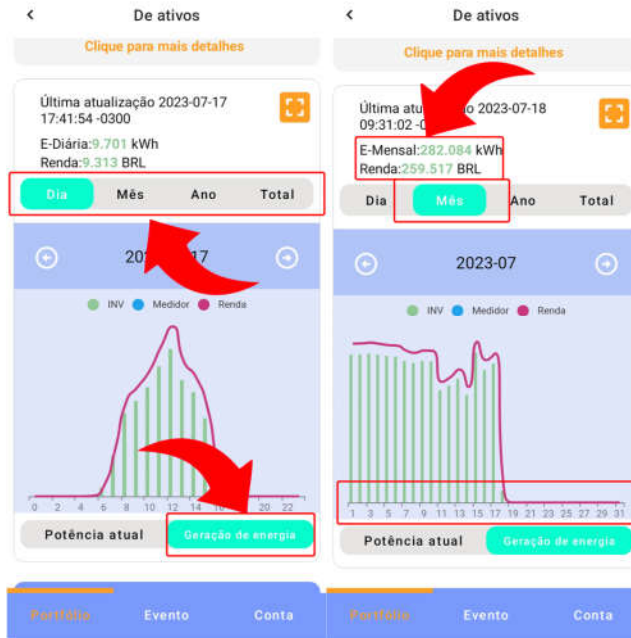 De ativos
Clique para mais detalhes
Última atualização 2023-07-17
17:41:54 -0300
E-Diária:9.701 kWh
Renda:9.313 BRL
Dia Mês Ano Total
INV Medidor Renda
0 2 4 6 8 10 12 14 20 22
Potência atual Geração de energia
Portfólio Evento Conta
De ativos
Clique para mais detalhes
Última 2023-07-18
09:31:02
E-Mensal:282.084 kWh
Renda:259.517 BRL
Dia Mês Ano Total
2023-07
INV Medidor Renda
1 3 5 7 9 11 13 15 17 19 21 23 25 27 29 31
Potência atual Geração de energia
Portfólio Evento Conta